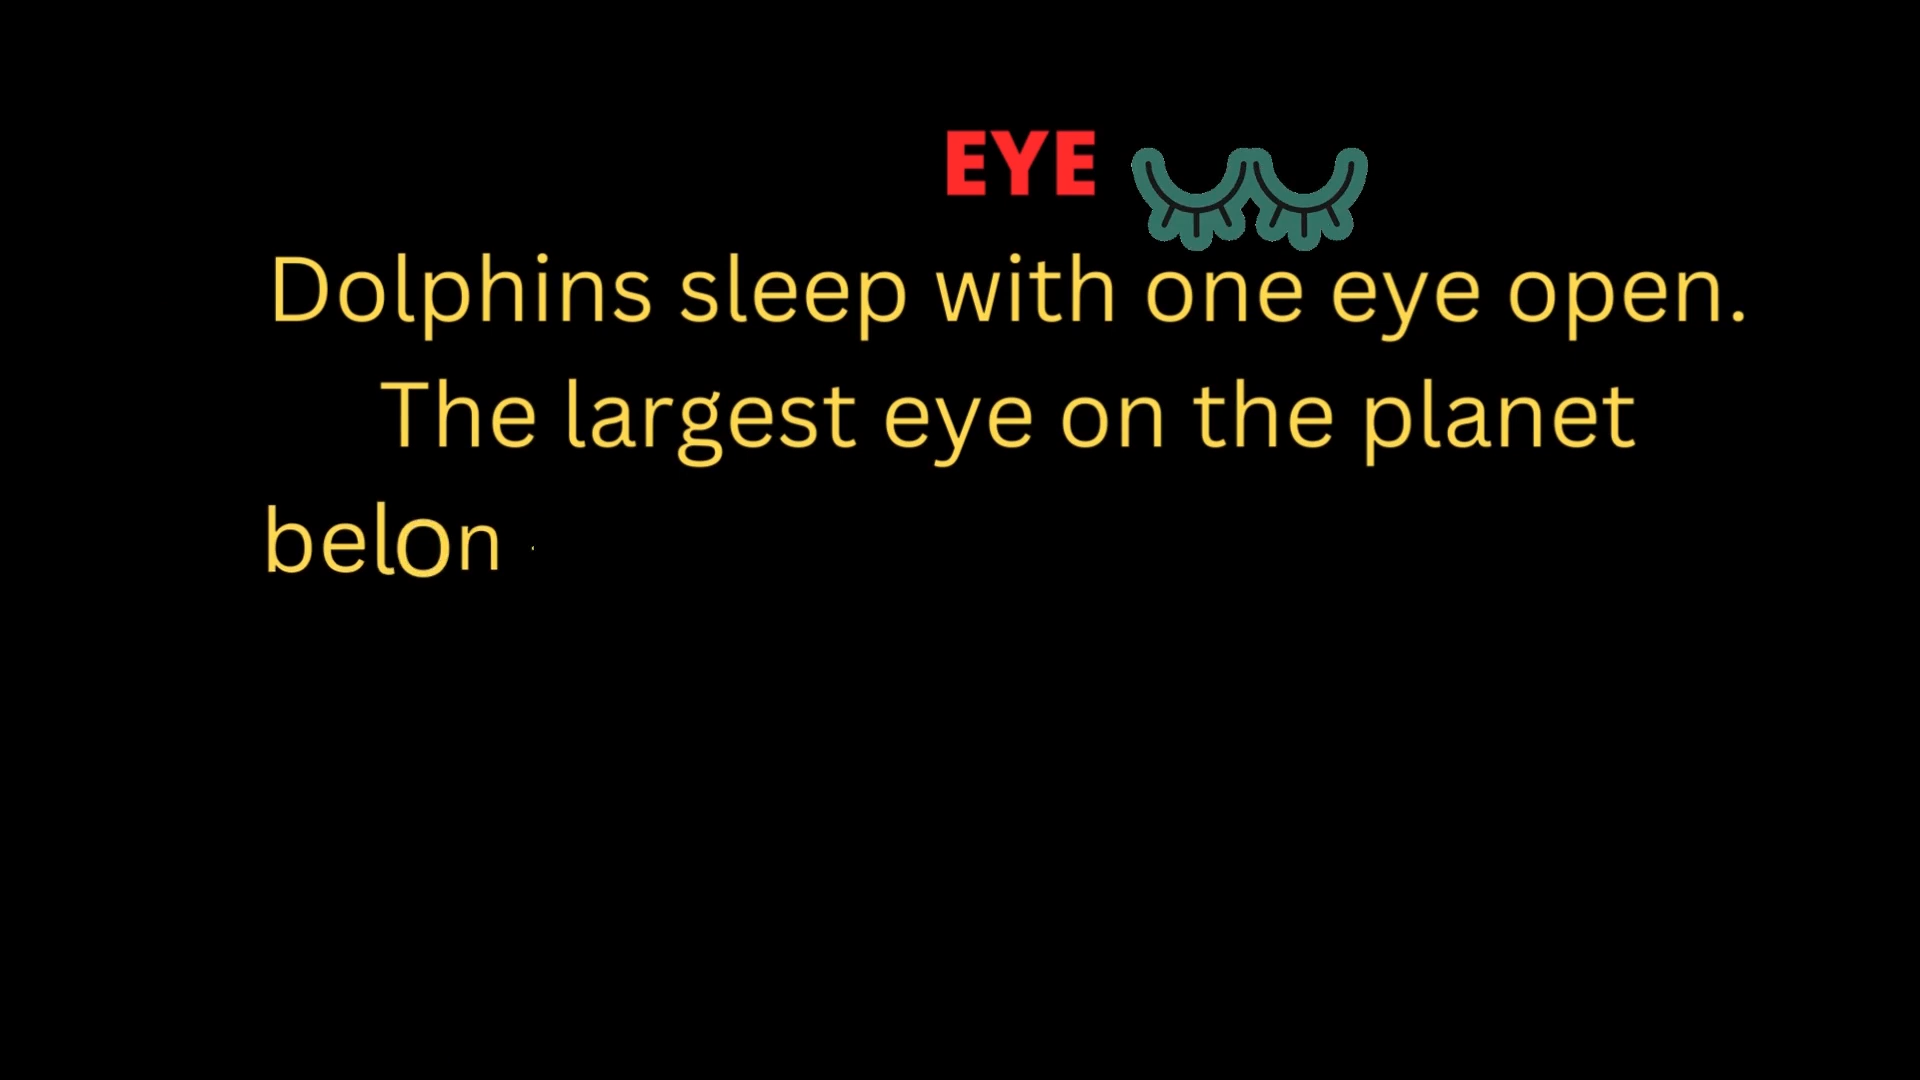 EYE
Dolphins sleep with one eye open.
The largest eye on the planet
belon